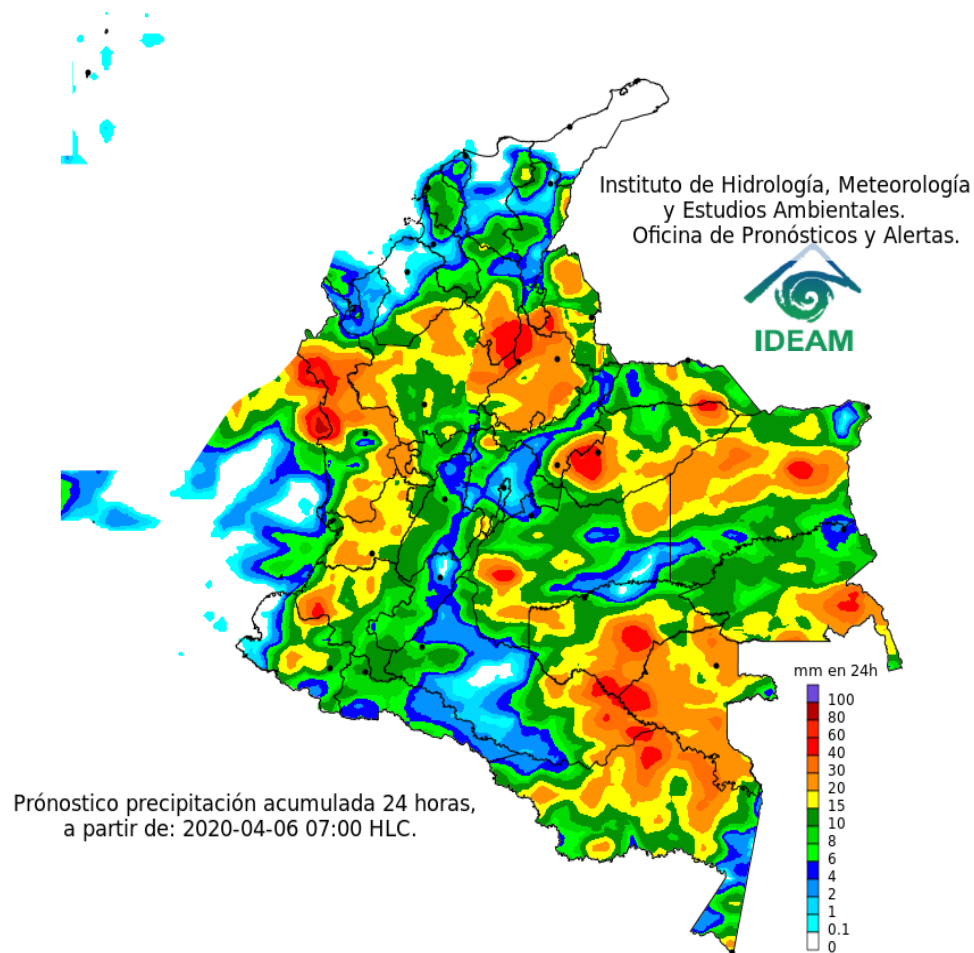 Instituto de Hidrología, Meteorología
y Estudios Ambientales.
Oficina de Pronósticos y Alertas.
IDEAM
mm en 24h
100
80
60
40
30
20
15
10
8
6
4
2
1
0.1
0
Prónostico precipitación acumulada 24 horas,
a partir de: 2020-04-06 07:00 HLC.